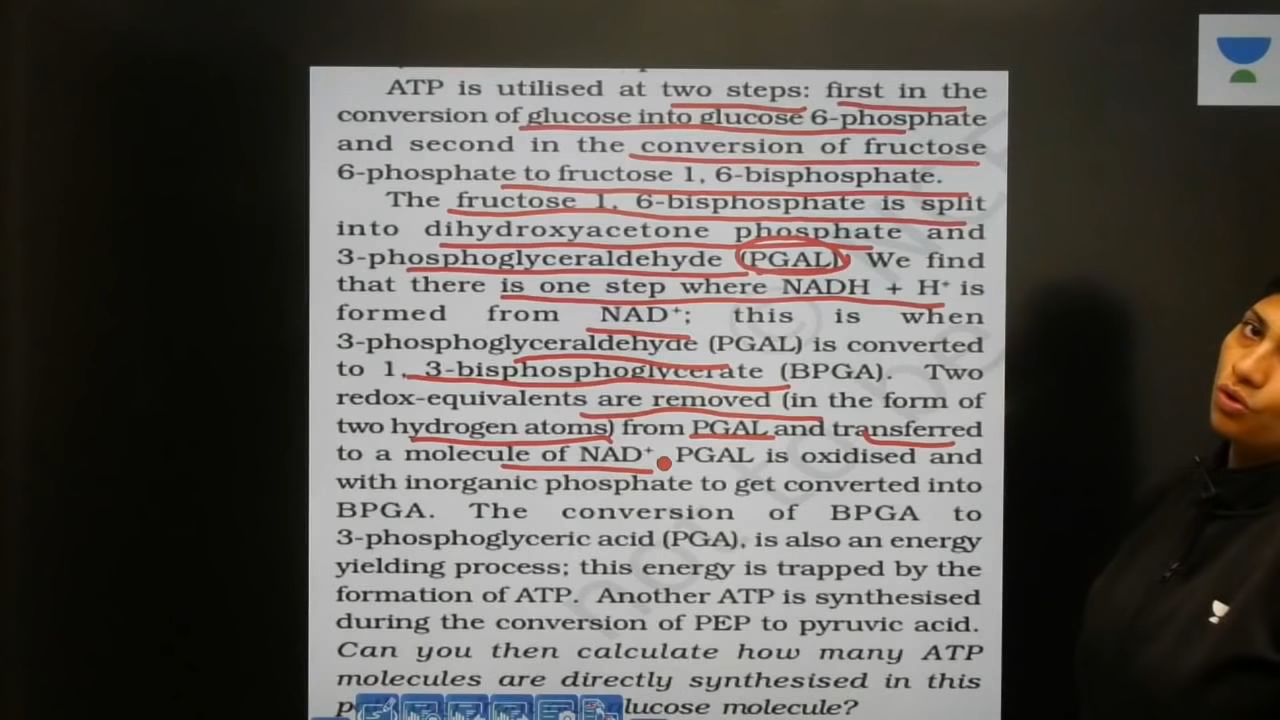 ATP is utilised at two steps: first in the
conversion of glucose into glucose 6-phosphate
and second in the conversion of fructose
6-phosphate to fructose 1, 6-bisphosphate.
The fructose 1, 6-bisphosphate is split
into dihydroxyacetone phosphate and
3-phosphoglyceraldehyde (PGAL). We find
that there is one step where NADH + H⁺ is
formed from NAD⁺; this is when
3-phosphoglyceraldehyde (PGAL) is converted
to 1, 3-bisphosphoglycerate (BPGA). Two
redox-equivalents are removed (in the form of
two hydrogen atoms) from PGAL and transferred
to a molecule of NAD⁺. PGAL is oxidised and
with inorganic phosphate to get converted into
BPGA. The conversion of BPGA to
3-phosphoglyceric acid (PGA), is also an energy
yielding process; this energy is trapped by the
formation of ATP. Another ATP is synthesised
during the conversion of PEP to pyruvic acid.
Can you then calculate how many ATP
molecules are directly synthesised in this
glucose molecule?
not to be